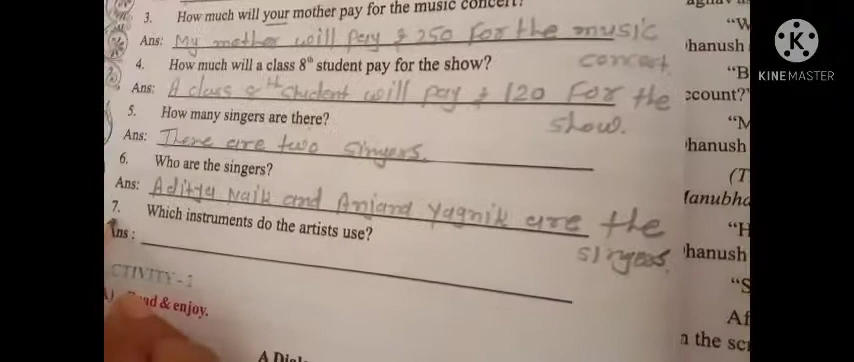 3. How much will your mother pay for the music concert?
Ans: My mother will pay ₹ 250 for the music
concert
4. How much will a class 8th student pay for the show?
Ans: A class 8th student will pay ₹ 120 for the
show.
5. How many singers are there?
Ans: There are two singers.
6. Who are the singers?
Ans: Aditya Naik and Anjana Yagnik are the
singers.
7. Which instruments do the artists use?
Ans :
CTIVITY - 2
& enjoy.
"W
hanush
"B
ccount?"
"M
hanush
(T
"H
hanush
"S
Af
n the
KINEMASTER